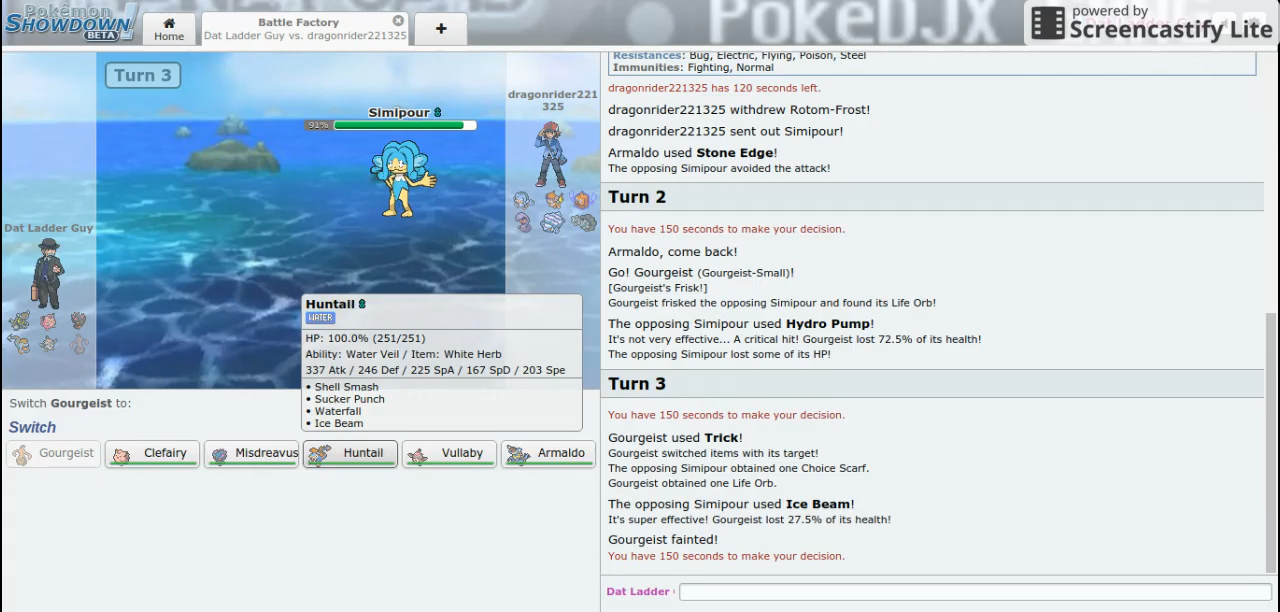 Pokémon
SHOWDOWN!
BETA
Home
Battle Factory
Dat Ladder Guy vs. dragonrider221325
+
PokeDJX
powered by
Screencastify Lite
Turn 3
dragonrider221
325
Simipour
91%
Dat Ladder Guy
Huntail
WATER
HP: 100.0% (251/251)
Ability: Water Veil / Item: White Herb
337 Atk / 246 Def / 225 SpA / 167 SpD / 203 Spe
• Shell Smash
• Sucker Punch
• Waterfall
• Ice Beam
Switch Gourgeist to:
Switch
Gourgeist
Clefairy
Misdreavus
Huntail
Vullaby
Armaldo
Resistances: Bug, Electric, Flying, Poison, Steel
Immunities: Fighting, Normal
dragonrider221325 has 120 seconds left.
dragonrider221325 withdrew Rotom-Frost!
dragonrider221325 sent out Simipour!
Armaldo used Stone Edge!
The opposing Simipour avoided the attack!
Turn 2
You have 150 seconds to make your decision.
Armaldo, come back!
Go! Gourgeist (Gourgeist-Small)!
[Gourgeist's Frisk!]
Gourgeist frisked the opposing Simipour and found its Life Orb!
The opposing Simipour used Hydro Pump!
It's not very effective... A critical hit! Gourgeist lost 72.5% of its health!
The opposing Simipour lost some of its HP!
Turn 3
You have 150 seconds to make your decision.
Gourgeist used Trick!
Gourgeist switched items with its target!
The opposing Simipour obtained one Choice Scarf.
Gourgeist obtained one Life Orb.
The opposing Simipour used Ice Beam!
It's super effective! Gourgeist lost 27.5% of its health!
Gourgeist fainted!
You have 150 seconds to make your decision.
Dat Ladder